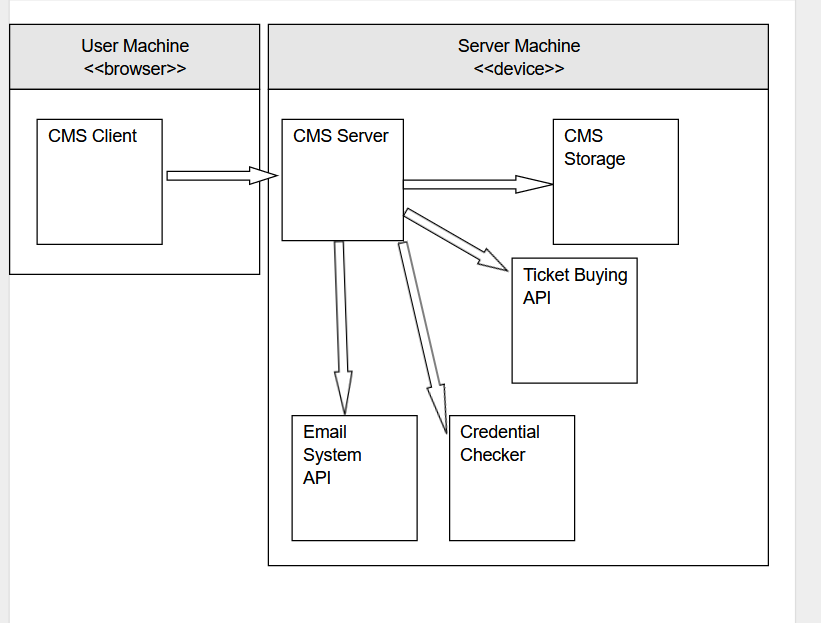 User Machine
<<browser>>
Server Machine
<<device>>
CMS Client
CMS Server
CMS
Storage
Ticket Buying
API
Email
System
API
Credential
Checker